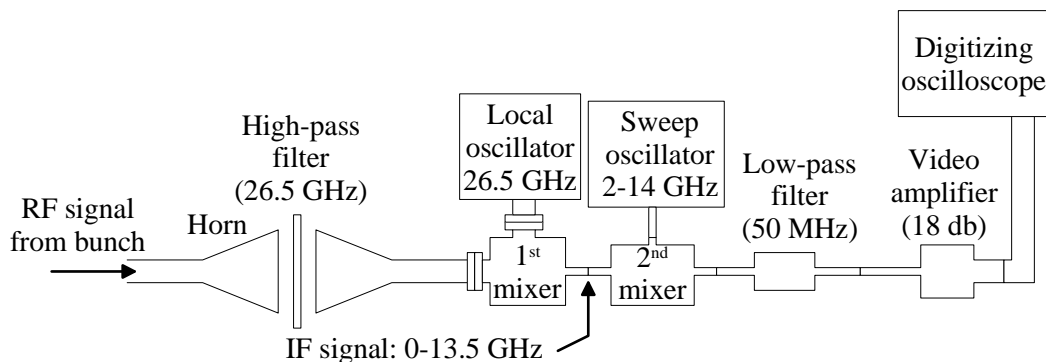 Digitizing
oscilloscope
Local
oscillator
26.5 GHz
Sweep
oscillator
2-14 GHz
High-pass
filter
(26.5 GHz)
Low-pass
filter
(50 MHz)
Video
amplifier
(18 db)
RF signal
from bunch
Horn
1st
mixer
2nd
mixer
IF signal: 0-13.5 GHz